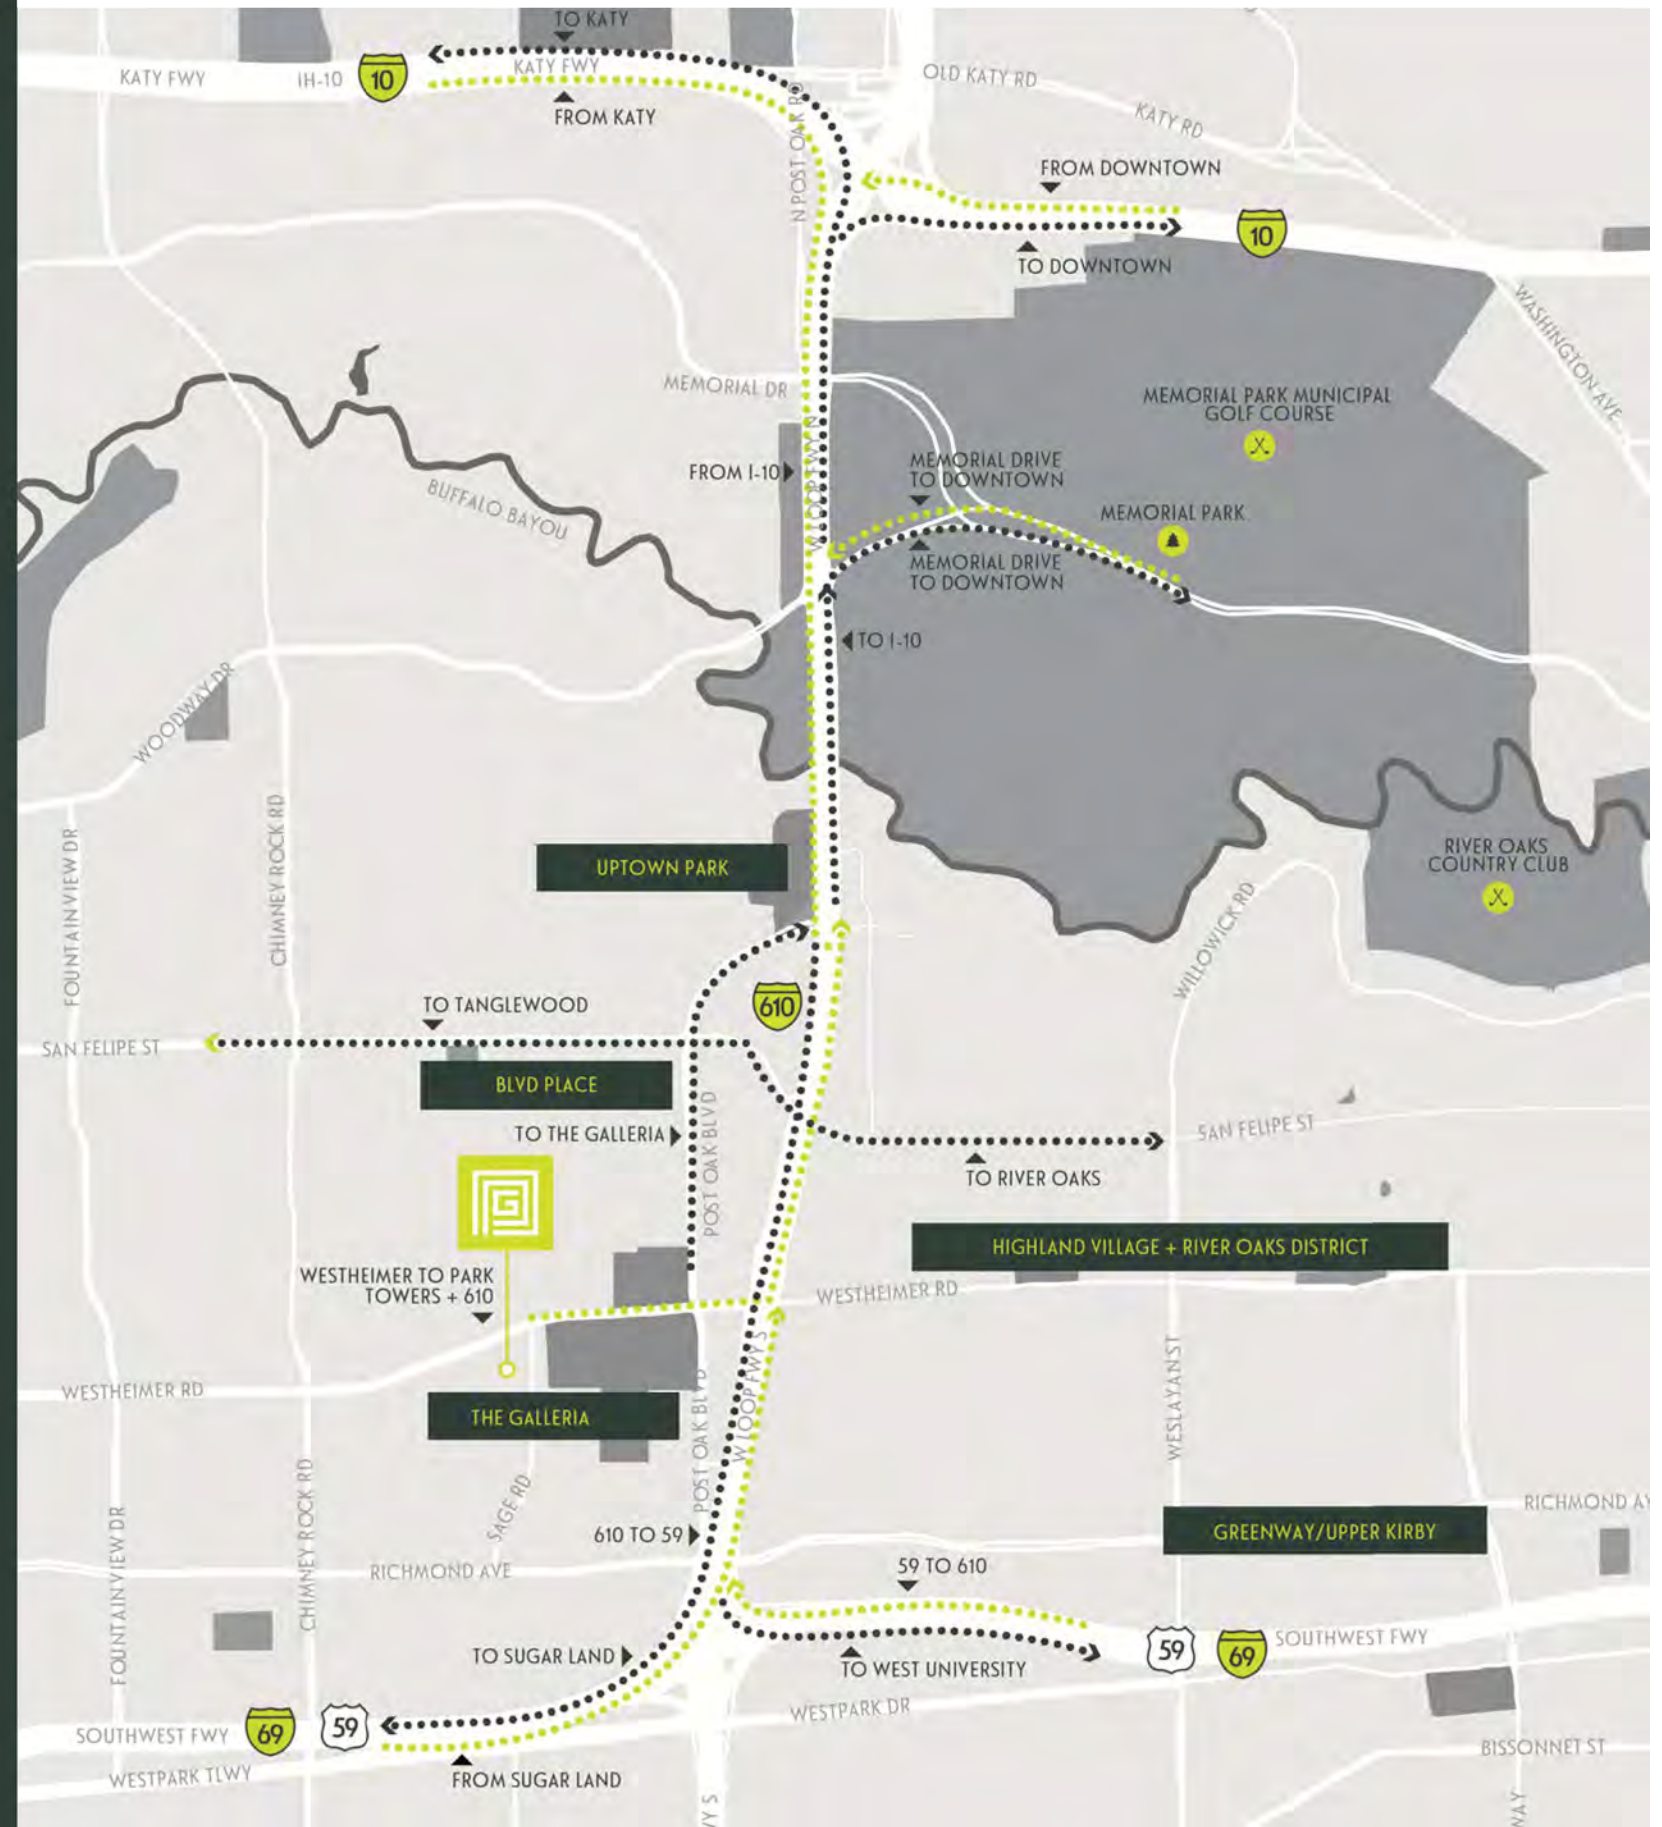 TO KATY
KATY FWY
IH-10
10
KATY FWY
FROM KATY
N POST OAK RD
OLD KATY RD
KATY RD
FROM DOWNTOWN
10
TO DOWNTOWN
WASHINGTON AVE
MEMORIAL DR
MEMORIAL PARK MUNICIPAL
GOLF COURSE
W LOOP FWY N
FROM I-10
MEMORIAL DRIVE
TO DOWNTOWN
BUFFALO BAYOU
MEMORIAL PARK
MEMORIAL DRIVE
TO DOWNTOWN
TO I-10
WOODWAY DR
FOUNTAINVIEW DR
CHIMNEY ROCK RD
UPTOWN PARK
RIVER OAKS
COUNTRY CLUB
WILLOWICK RD
610
TO TANGLEWOOD
SAN FELIPE ST
BLVD PLACE
POST OAK BLVD
TO THE GALLERIA
SAN FELIPE ST
TO RIVER OAKS
G
HIGHLAND VILLAGE + RIVER OAKS DISTRICT
WESTHEIMER TO PARK
TOWERS + 610
WESTHEIMER RD
WESTHEIMER RD
W LOOP FWY S
POST OAK BLVD
WESLAYAN ST
THE GALLERIA
CHIMNEY ROCK RD
SAGE RD
RICHMOND AV
610 TO 59
GREENWAY/UPPER KIRBY
FOUNTAINVIEW DR
RICHMOND AVE
59 TO 610
TO SUGAR LAND
TO WEST UNIVERSITY
59
69
SOUTHWEST FWY
WESTPARK DR
SOUTHWEST FWY
69
59
WESTPARK TLWY
FROM SUGAR LAND
BISSONNET ST
WY S
WAY